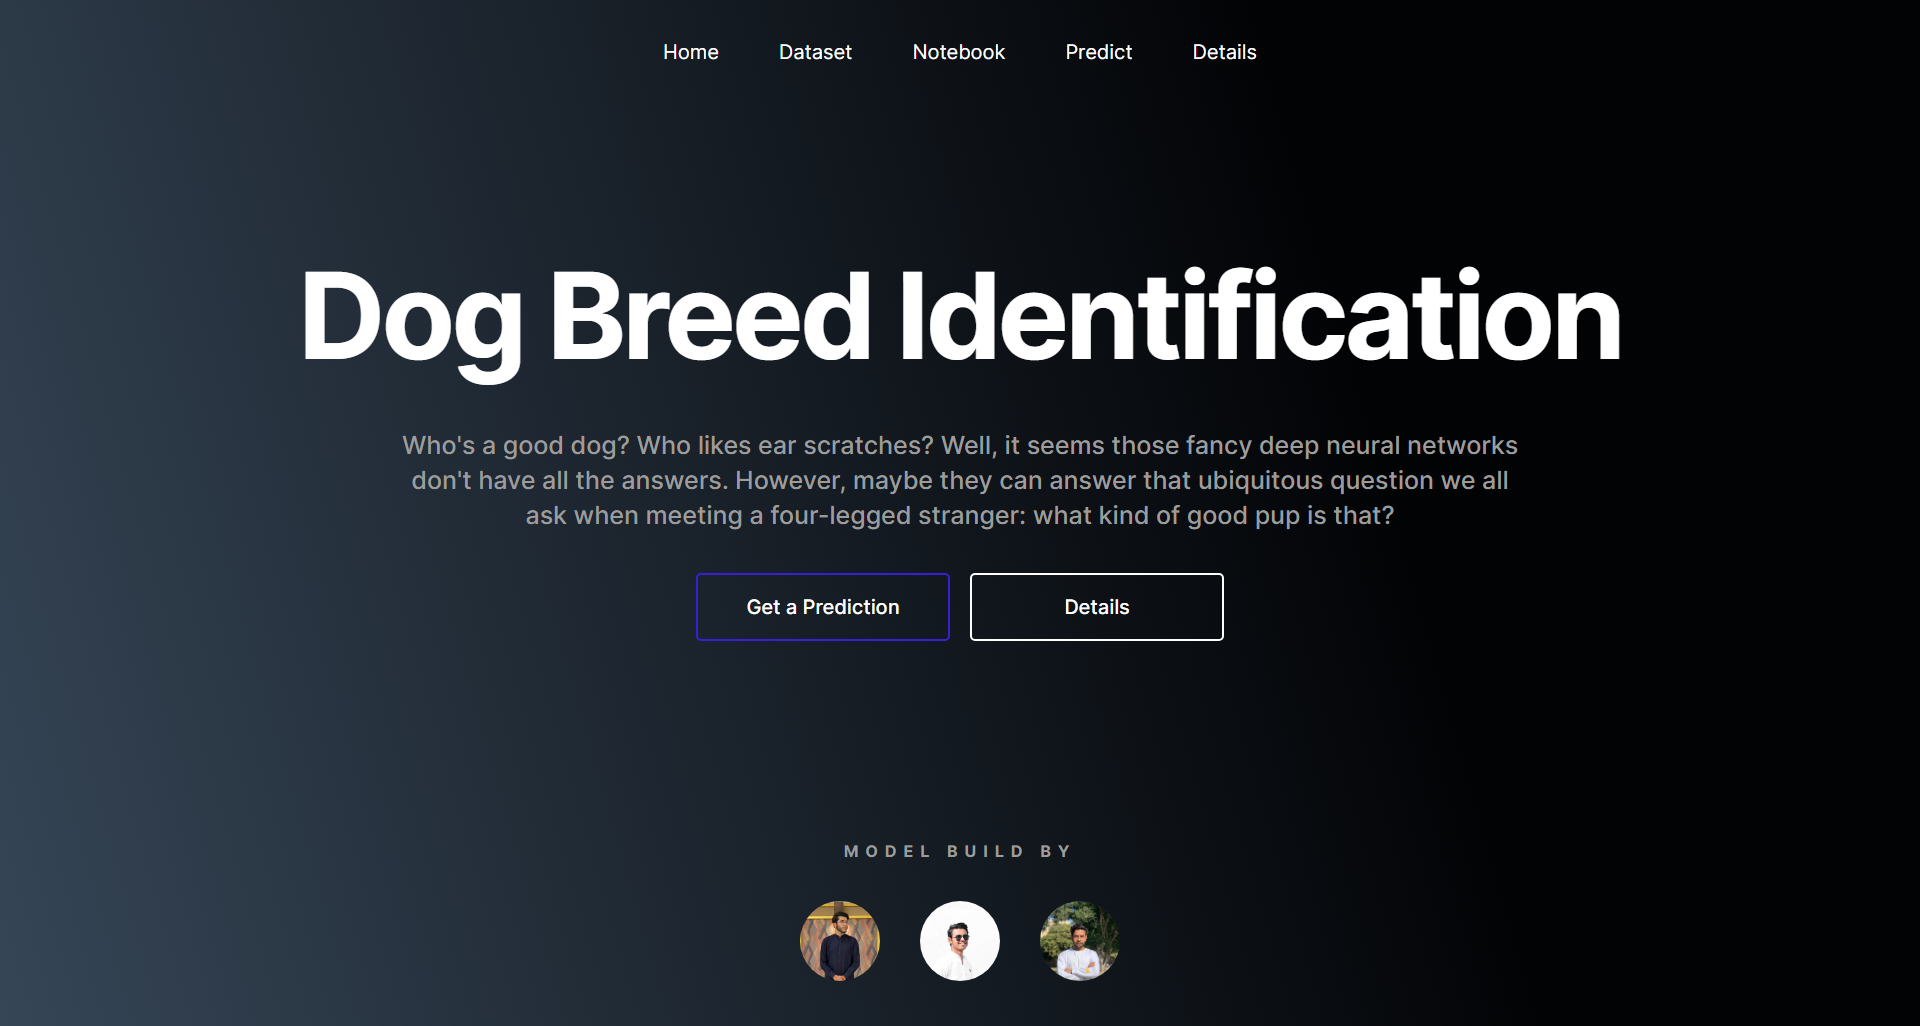 Home Dataset Notebook Predict Details
Dog Breed Identification
Who's a good dog? Who likes ear scratches? Well, it seems those fancy deep neural networks
don't have all the answers. However, maybe they can answer that ubiquitous question we all
ask when meeting a four-legged stranger: what kind of good pup is that?
Get a Prediction Details
MODEL BUILD BY